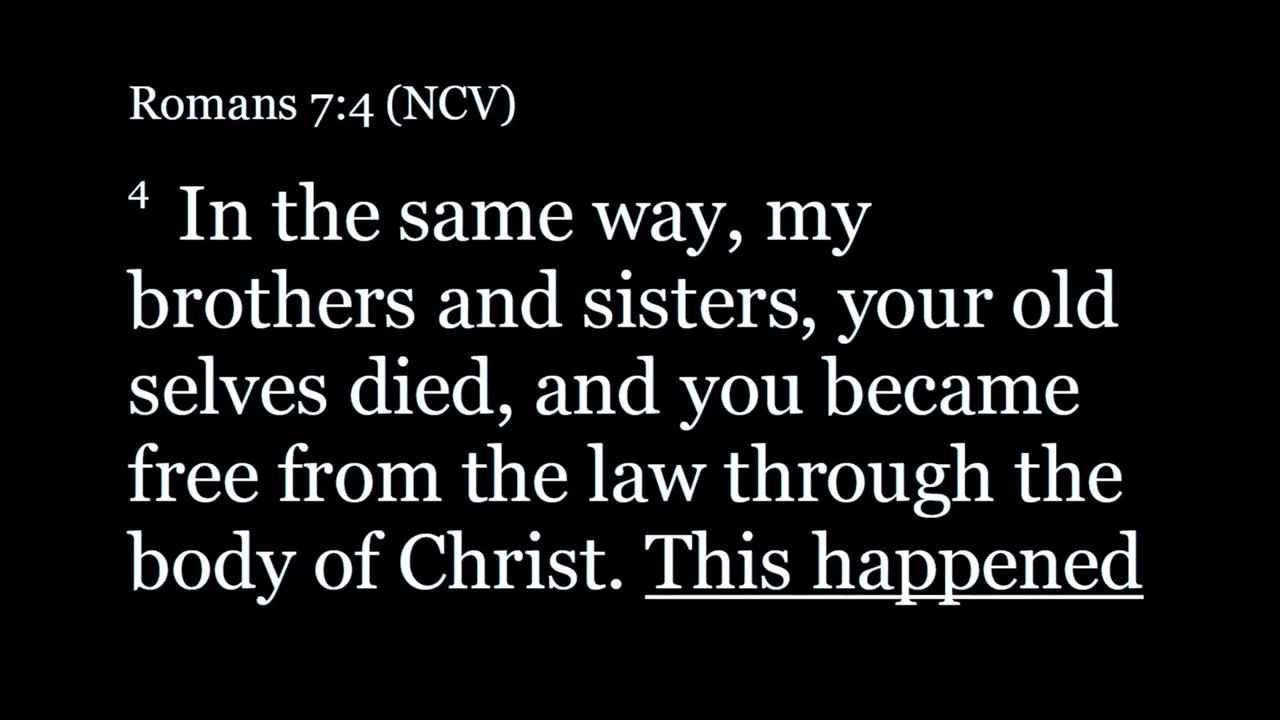 Romans 7:4 (NCV)
4 In the same way, my
brothers and sisters, your old
selves died, and you became
free from the law through the
body of Christ. This happened